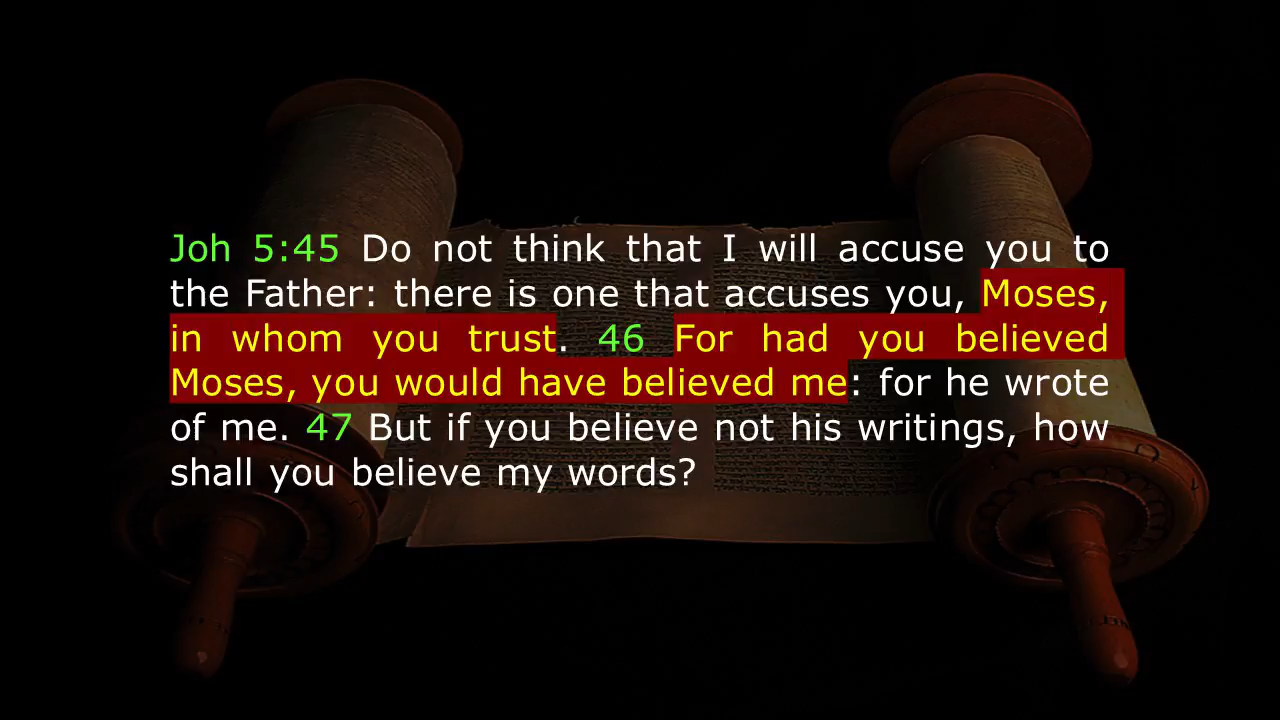 Joh 5:45 Do not think that I will accuse you to
the Father: there is one that accuses you, Moses,
in whom you trust. 46 For had you believed
Moses, you would have believed me: for he wrote
of me. 47 But if you believe not his writings, how
shall you believe my words?